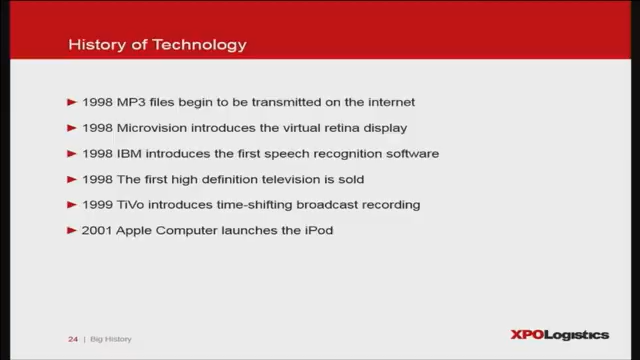 History of Technology
1998 MP3 files begin to be transmitted on the internet
1998 Microvision introduces the virtual retina display
1998 IBM introduces the first speech recognition software
1998 The first high definition television is sold
1999 TiVo introduces time-shifting broadcast recording
2001 Apple Computer launches the iPod
24 | Big History
XPOLogistics